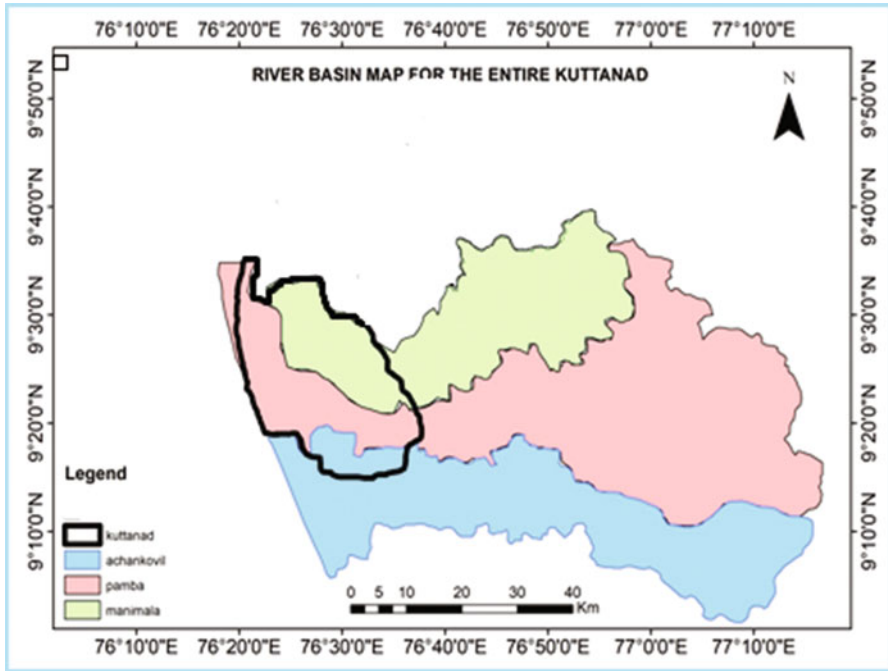 76°10'0"E 76°20'0"E 76°30'0"E 76°40'0"E 76°50'0"E 77°0'0"E 77°10'0"E
RIVER BASIN MAP FOR THE ENTIRE KUTTANAD
N
9°50'0"N 9°50'0"N
9°40'0"N 9°40'0"N
9°30'0"N 9°30'0"N
9°20'0"N 9°20'0"N
9°10'0"N 9°10'0"N
Legend
kuttanad
achankovil
pamba
manimala
0 5 10 20 30 40
Km
76°10'0"E 76°20'0"E 76°30'0"E 76°40'0"E 76°50'0"E 77°0'0"E 77°10'0"E